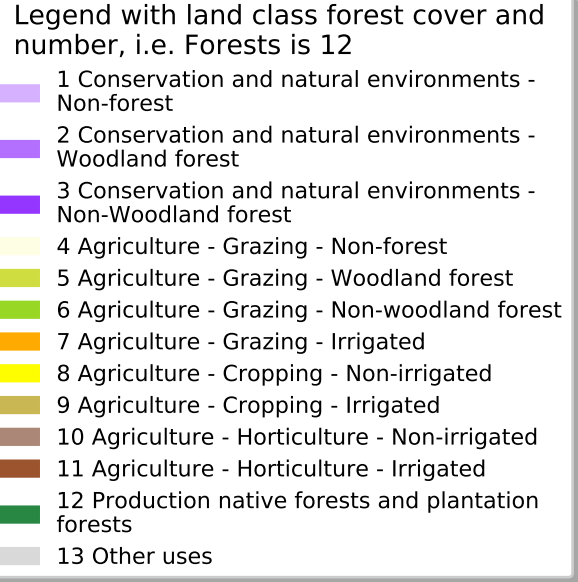 Legend with land class forest cover and
number, i.e. Forests is 12
1 Conservation and natural environments -
Non-forest
2 Conservation and natural environments -
Woodland forest
3 Conservation and natural environments -
Non-Woodland forest
4 Agriculture - Grazing - Non-forest
5 Agriculture - Grazing - Woodland forest
6 Agriculture - Grazing - Non-woodland forest
7 Agriculture - Grazing - Irrigated
8 Agriculture - Cropping - Non-irrigated
9 Agriculture - Cropping - Irrigated
10 Agriculture - Horticulture - Non-irrigated
11 Agriculture - Horticulture - Irrigated
12 Production native forests and plantation
forests
13 Other uses